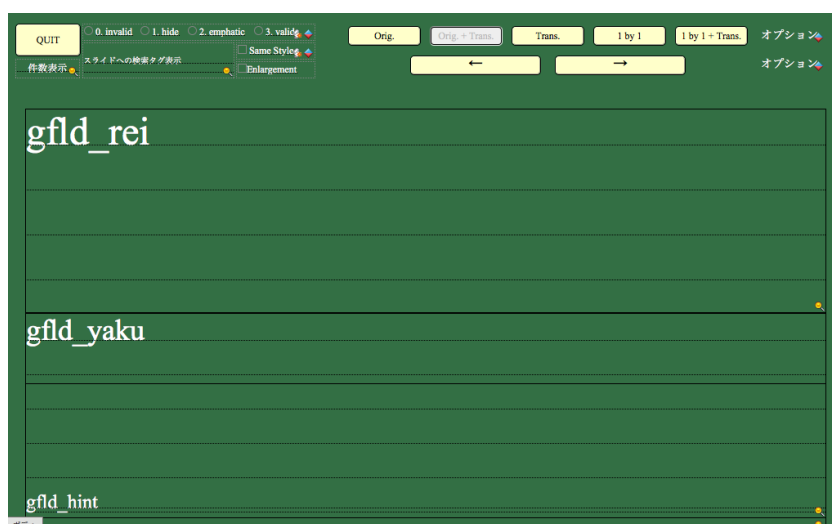 QUIT
0. invalid 1. hide 2. emphatic 3. valid
Orig.
Orig. + Trans.
Trans.
1 by 1
1 by 1 + Trans.
オプション
件数表示
スライドへの検索タグ表示
Same Style
Enlargement
←
→
オプション
gfld_rei
gfld_yaku
gfld_hint